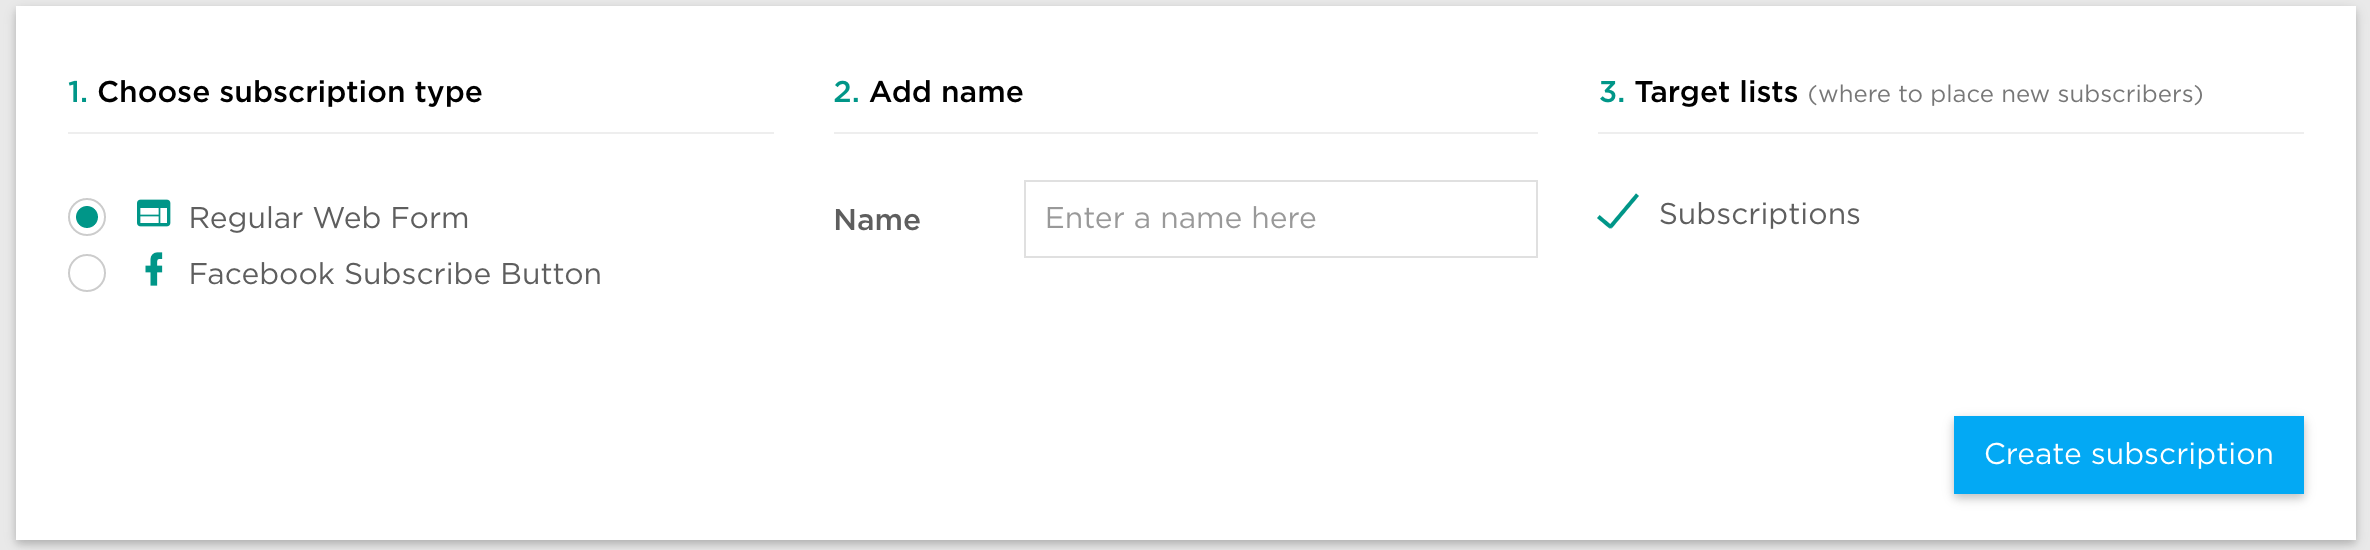 1. Choose subscription type
Regular Web Form
Facebook Subscribe Button
2. Add name
Name
Enter a name here
3. Target lists (where to place new subscribers)
Subscriptions
Create subscription